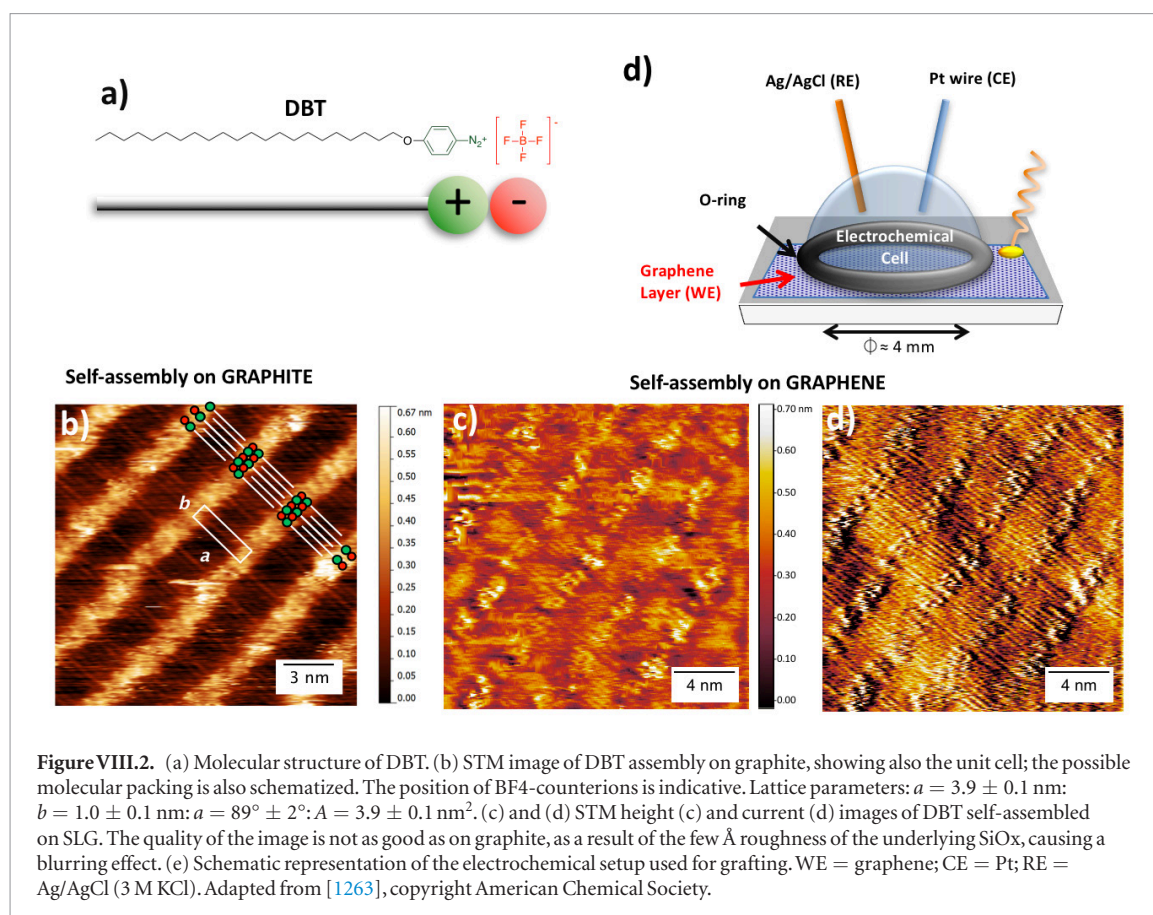 a)
DBT
O
N₂⁺
F
F–B–F
F
-
+
-
d)
Ag/AgCl (RE)
Pt wire (CE)
O-ring
Electrochemical
Cell
Graphene
Layer (WE)
Φ ≈ 4 mm
Self-assembly on GRAPHITE
Self-assembly on GRAPHENE
b)
b
a
3 nm
0.67 nm
0.60
0.55
0.50
0.45
0.40
0.35
0.30
0.25
0.20
0.15
0.10
0.00
c)
4 nm
0.70 nm
0.50
0.40
0.30
0.20
0.10
0.00
d)
4 nm
Figure VIII.2. (a) Molecular structure of DBT. (b) STM image of DBT assembly on graphite, showing also the unit cell; the possible
molecular packing is also schematized. The position of BF4-counterions is indicative. Lattice parameters: a = 3.9 ± 0.1 nm:
b = 1.0 ± 0.1 nm: a = 89° ± 2°: A = 3.9 ± 0.1 nm². (c) and (d) STM height (c) and current (d) images of DBT self-assembled
on SLG. The quality of the image is not as good as on graphite, as a result of the few Å roughness of the underlying SiOx, causing a
blurring effect. (e) Schematic representation of the electrochemical setup used for grafting. WE = graphene; CE = Pt; RE =
Ag/AgCl (3 M KCl). Adapted from [1263], copyright American Chemical Society.